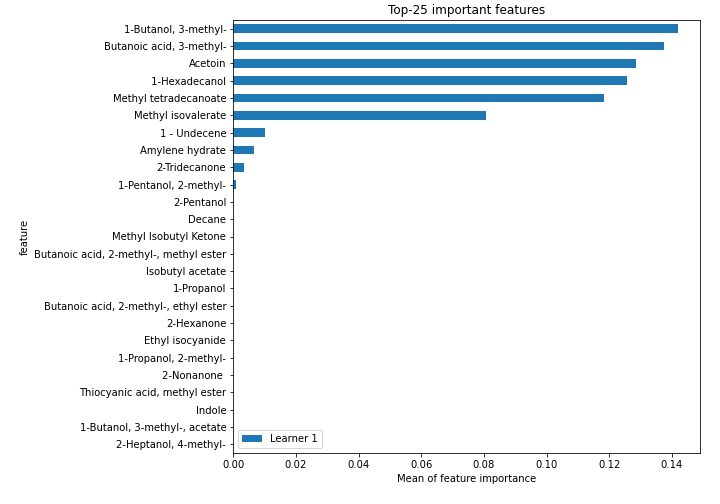 Top-25 important features
1-Butanol, 3-methyl-
Butanoic acid, 3-methyl-
Acetoin
1-Hexadecanol
Methyl tetradecanoate
Methyl isovalerate
1 - Undecene
Amylene hydrate
2-Tridecanone
1-Pentanol, 2-methyl-
2-Pentanol
Decane
Methyl Isobutyl Ketone
Butanoic acid, 2-methyl-, methyl ester
Isobutyl acetate
1-Propanol
Butanoic acid, 2-methyl-, ethyl ester
2-Hexanone
Ethyl isocyanide
1-Propanol, 2-methyl-
2-Nonanone
Thiocyanic acid, methyl ester
Indole
1-Butanol, 3-methyl-, acetate
2-Heptanol, 4-methyl-
feature
Learner 1
0.00 0.02 0.04 0.06 0.08 0.10 0.12 0.14
Mean of feature importance